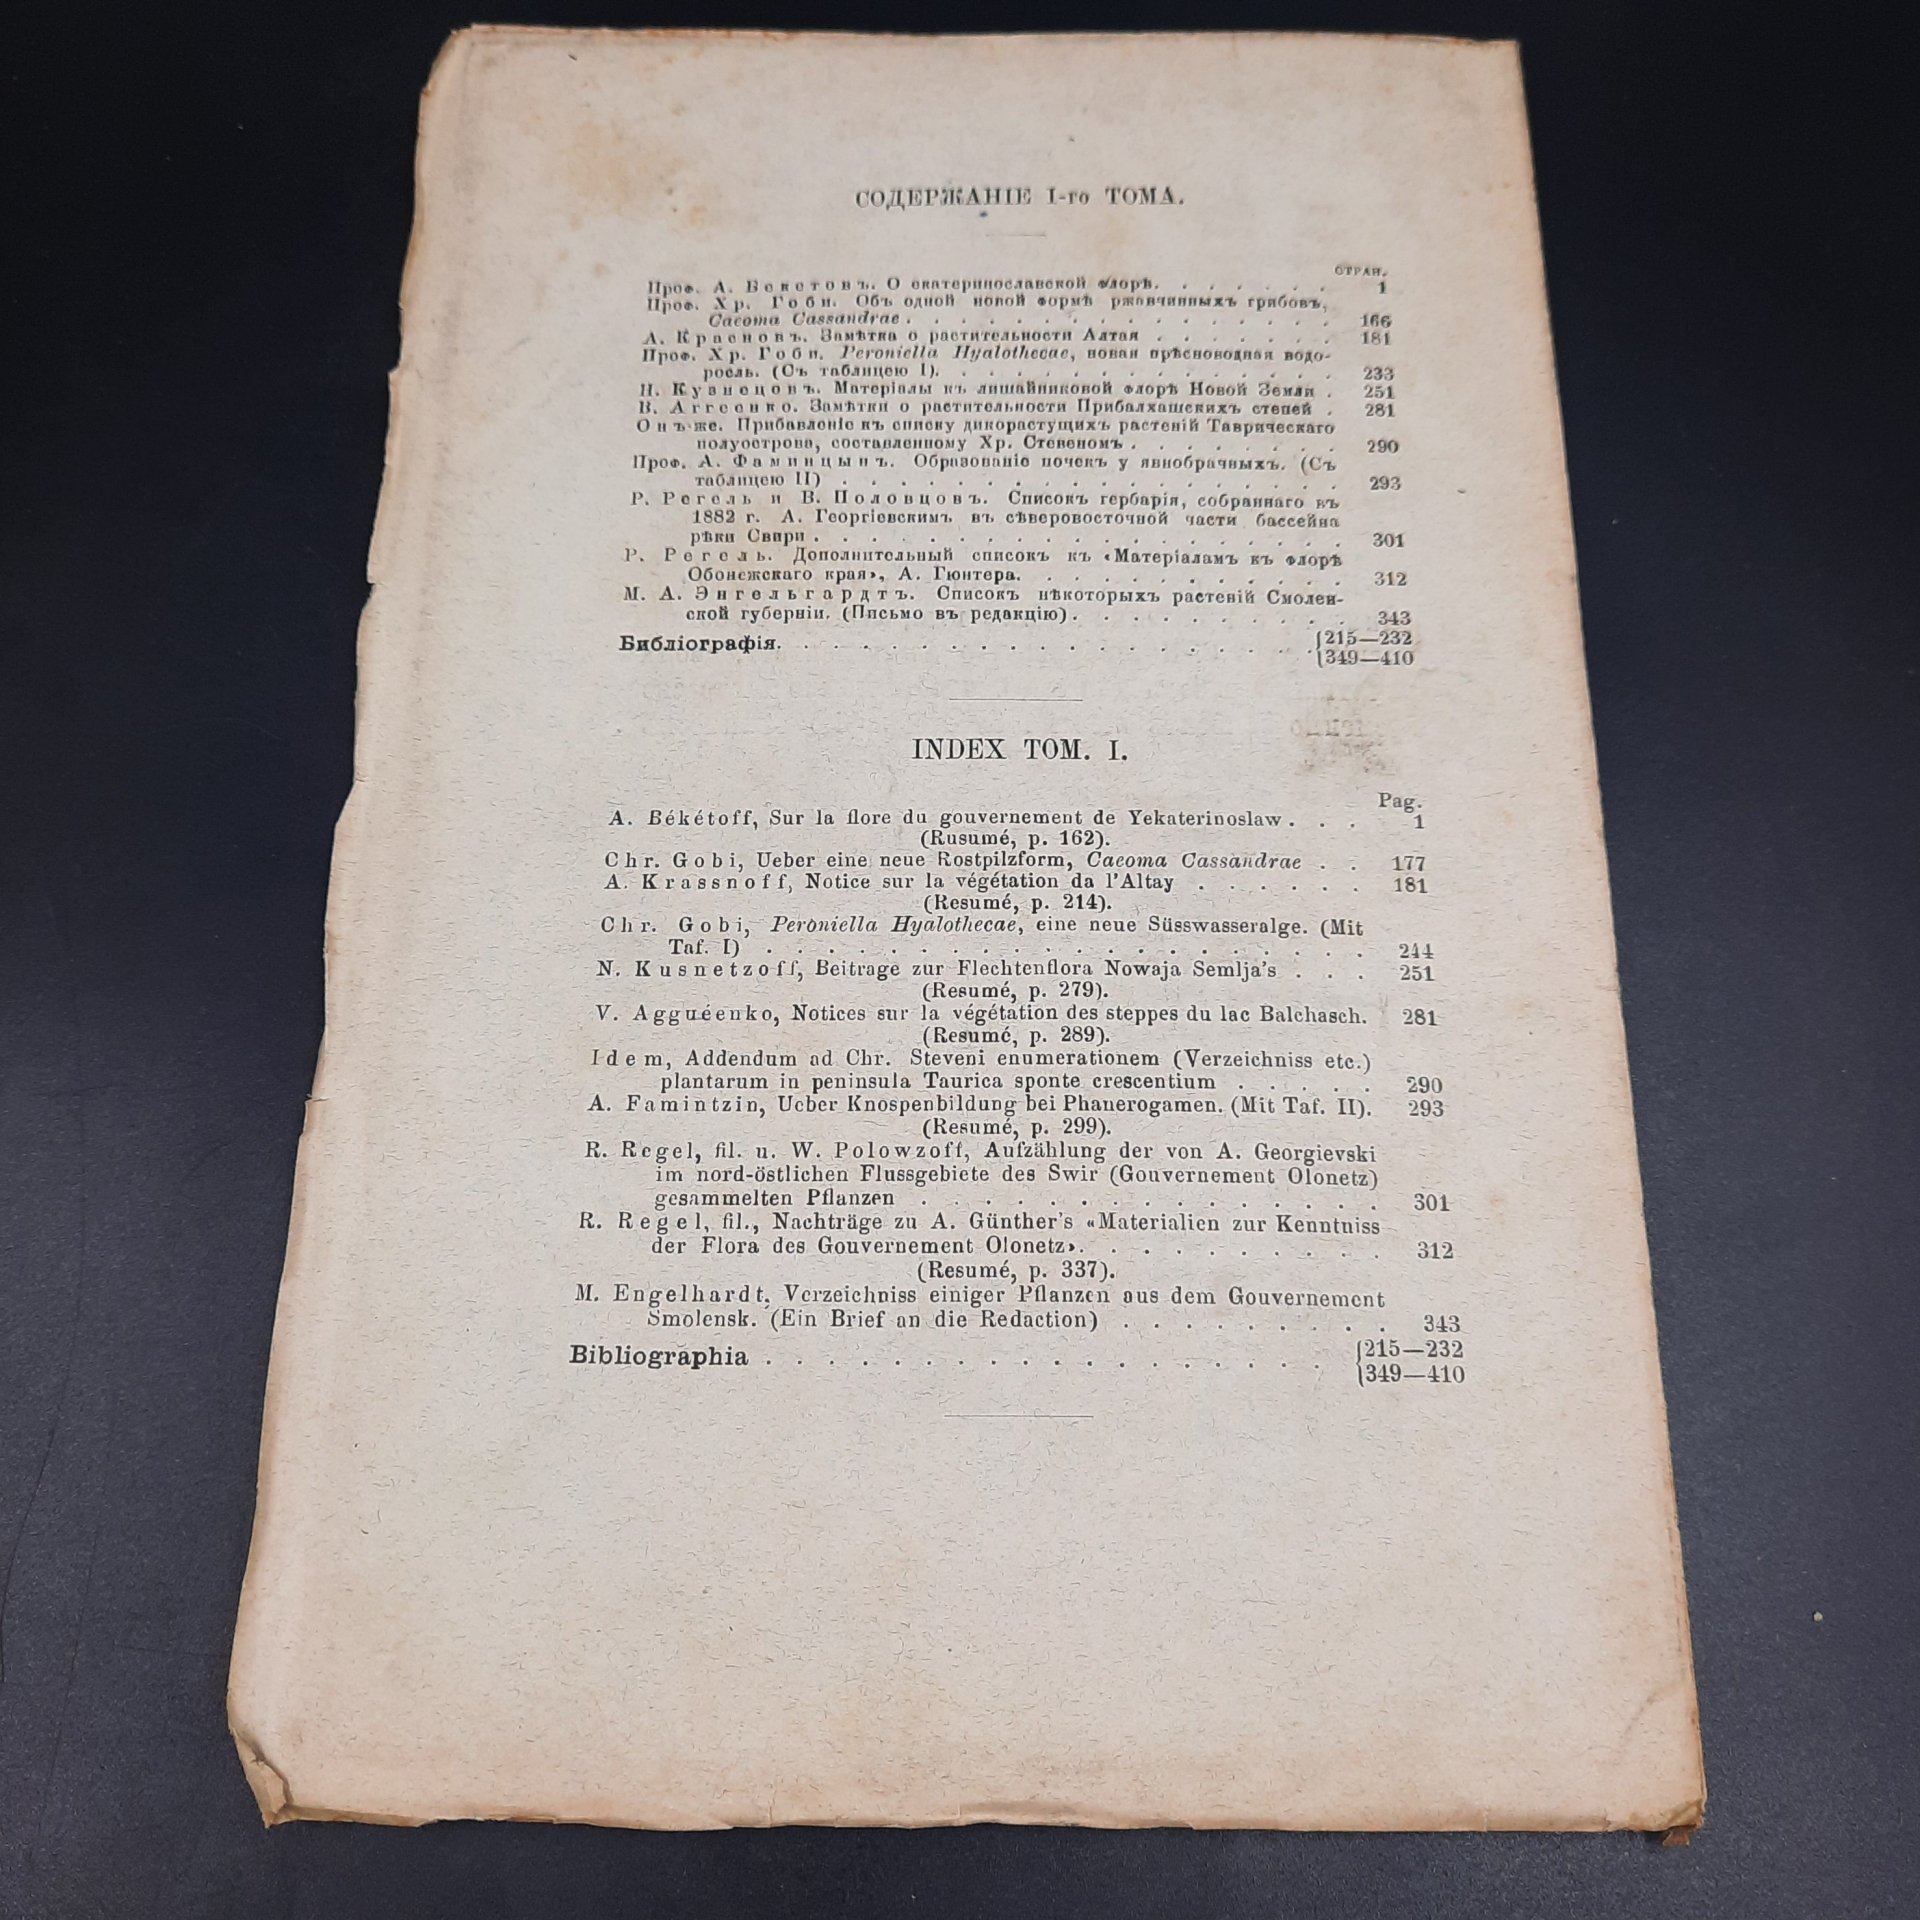 СОДЕРЖАНІЕ I-го ТОМА.
СТРАН.
Проф. А. Бекетовъ. О екатеринославской флорѣ. . . . . . . 1
Проф. Хр. Гоби. Объ одной новой формѣ ржавчинныхъ грибовъ,
Caeoma Cassandrae . . . . . . . . . . . . . . . 166
А. Красновъ. Замѣтка о растительности Алтая . . . . . . . 181
Проф. Хр. Гоби. Peroniella Hyalothecae, новая прѣсноводная водо-
росль. (Съ таблицею I). . . . . . . . . . . . . . . 233
Н. Кузнецовъ. Матеріалы къ лишайниковой флорѣ Новой Земли . 251
В. Аггеенко. Замѣтки о растительности Прибалхашскихъ степей . 281
Онъ же. Прибавленіе къ списку дикорастущихъ растеній Таврическаго
полуострова, составленному Хр. Стевеномъ . . . . . . . . 290
Проф. А. Фаминцынъ. Образованіе почекъ у явнобрачныхъ. (Съ
таблицею II) . . . . . . . . . . . . . . . . . 293
Р. Регель и В. Половцовъ. Списокъ гербарія, собраннаго въ
1882 г. А. Георгіевскимъ въ сѣверовосточной части бассейна
рѣки Свири . . . . . . . . . . . . . . . . . . 301
Р. Регель. Дополнительный списокъ къ «Матеріаламъ къ флорѣ
Обонежскаго края», А. Гюнтера. . . . . . . . . . . . 312
М. А. Энгельгардтъ. Списокъ нѣкоторыхъ растеній Смолен-
ской губерніи. (Письмо въ редакцію) . . . . . . . . . . 343
Библіографія. . . . . . . . . . . . . . . . . . . {215—232
{349—410
INDEX TOM. I.
Pag.
A. Békétoff, Sur la flore du gouvernement de Yekaterinoslaw . . . 1
(Rusumé, p. 162).
Chr. Gobi, Ueber eine neue Rostpilzform, Caeoma Cassandrae . . 177
A. Krassnoff, Notice sur la végétation da l'Altay . . . . . . 181
(Resumé, p. 214).
Chr. Gobi, Peroniella Hyalothecae, eine neue Süsswasseralge. (Mit
Taf. I) . . . . . . . . . . . . . . . . . . . . 244
N. Kusnetzoff, Beitrage zur Flechtenflora Nowaja Semlja's . . . 251
(Resumé, p. 279).
V. Agguéenko, Notices sur la végétation des steppes du lac Balchasch. 281
(Resumé, p. 289).
Idem, Addendum ad Chr. Steveni enumerationem (Verzeichniss etc.)
plantarum in peninsula Taurica sponte crescentium . . . . . 290
A. Famintzin, Ueber Knospenbildung bei Phanerogamen. (Mit Taf. II). 293
(Resumé, p. 299).
R. Regel, fil. u. W. Polowzoff, Aufzählung der von A. Georgievski
im nord-östlichen Flussgebiete des Swir (Gouvernement Olonetz)
gesammelten Pflanzen . . . . . . . . . . . . . . . 301
R. Regel, fil., Nachträge zu A. Günther's «Materialien zur Kenntniss
der Flora des Gouvernement Olonetz». . . . . . . . . . . 312
(Resumé, p. 337).
M. Engelhardt, Verzeichniss einiger Pflanzen aus dem Gouvernement
Smolensk. (Ein Brief an die Redaction) . . . . . . . . . 343
Bibliographia . . . . . . . . . . . . . . . . . . {215—232
{349—410